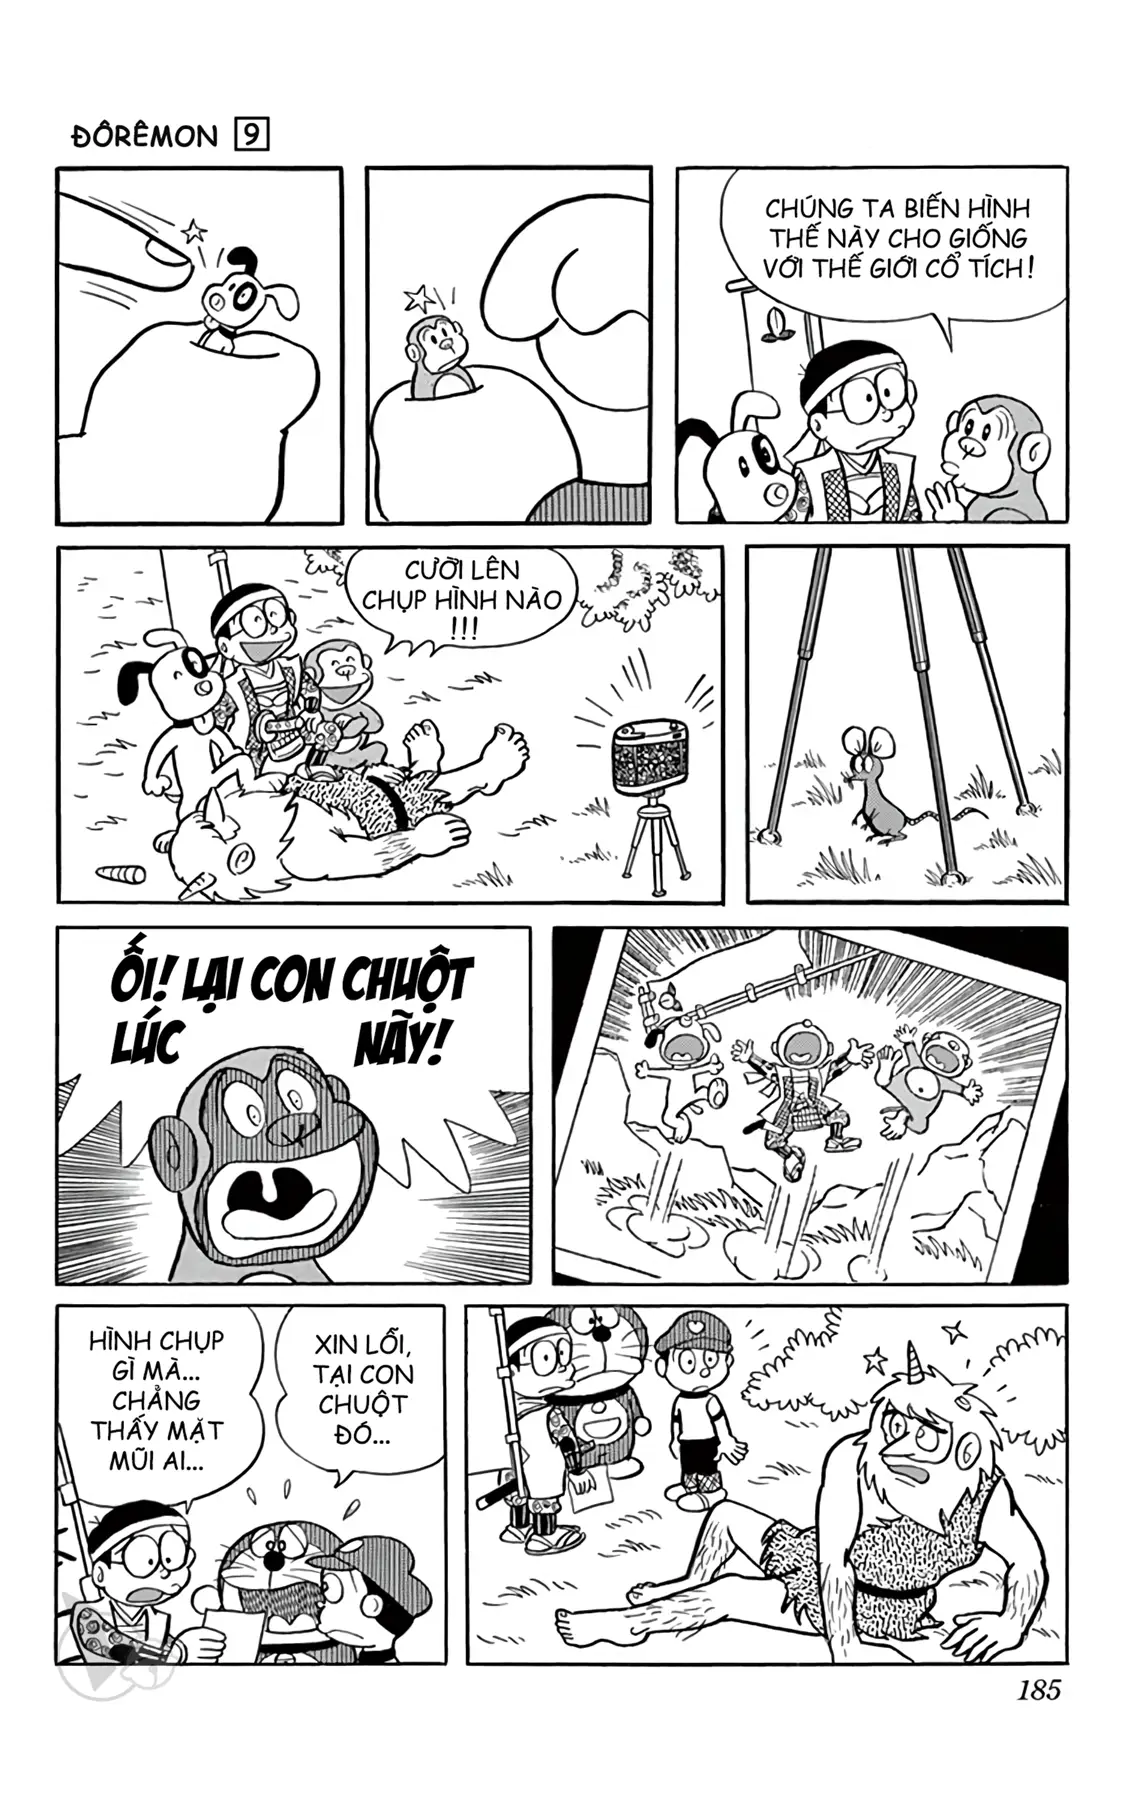 ĐÔRÊMON 9
CHÚNG TA BIẾN HÌNH
THẾ NÀY CHO GIỐNG
VỚI THẾ GIỚI CỔ TÍCH!
CƯỜI LÊN
CHỤP HÌNH NÀO
!!!
ỐI! LẠI CON CHUỘT
LÚC NÃY!
HÌNH CHỤP
GÌ MÀ...
CHẲNG
THẤY MẶT
MŨI AI...
XIN LỖI,
TẠI CON
CHUỘT
ĐÓ...
185